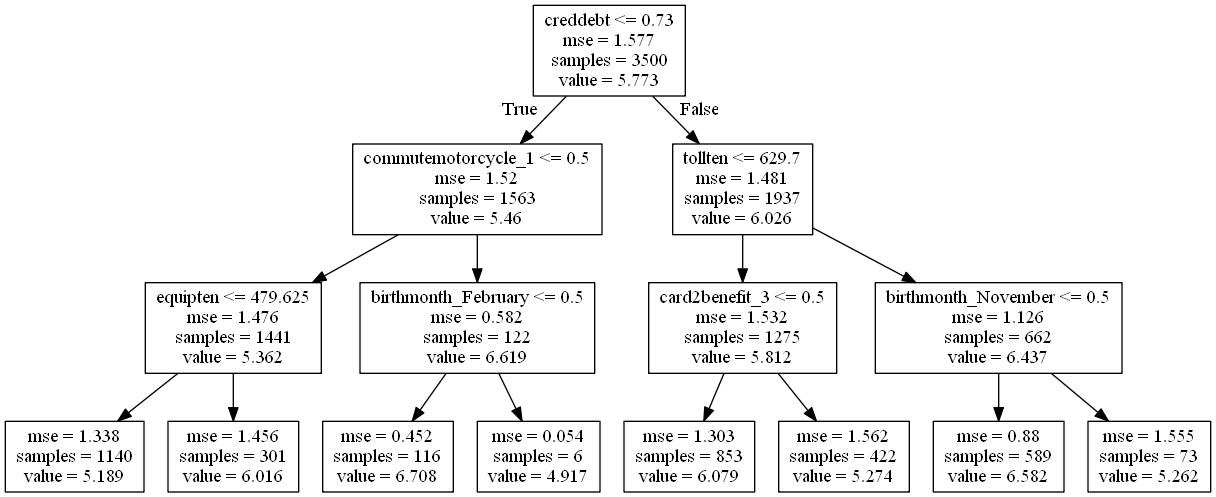 creddebt <= 0.73
mse = 1.577
samples = 3500
value = 5.773
True
False
commutemotorcycle_1 <= 0.5
mse = 1.52
samples = 1563
value = 5.46
tollten <= 629.7
mse = 1.481
samples = 1937
value = 6.026
equipten <= 479.625
mse = 1.476
samples = 1441
value = 5.362
birthmonth_February <= 0.5
mse = 0.582
samples = 122
value = 6.619
card2benefit_3 <= 0.5
mse = 1.532
samples = 1275
value = 5.812
birthmonth_November <= 0.5
mse = 1.126
samples = 662
value = 6.437
mse = 1.338
samples = 1140
value = 5.189
mse = 1.456
samples = 301
value = 6.016
mse = 0.452
samples = 116
value = 6.708
mse = 0.054
samples = 6
value = 4.917
mse = 1.303
samples = 853
value = 6.079
mse = 1.562
samples = 422
value = 5.274
mse = 0.88
samples = 589
value = 6.582
mse = 1.555
samples = 73
value = 5.262